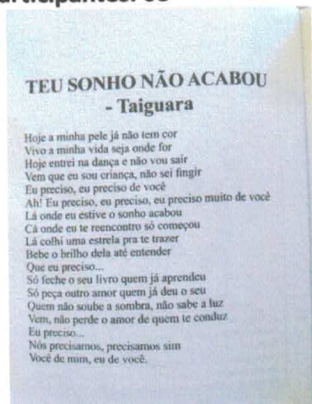 articipantes: 08
TEU SONHO NÃO ACABOU
- Taiguara
Hoje a minha pele já não tem cor
Vivo a minha vida seja onde for
Hoje entrei na dança e não vou sair
Vem que eu sou criança, não sei fingir
Eu preciso, eu preciso de você
Ah! Eu preciso, eu preciso, eu preciso muito de você
Lá onde eu estive o sonho acabou
Cá onde eu te reencontro só começou
Lá colhi uma estrela pra te trazer
Bebe o brilho dela até entender
Que eu preciso...
Só feche o seu livro quem já aprendeu
Só peça outro amor quem já deu o seu
Quem não soube a sombra, não sabe a luz
Vem, não perde o amor de quem te conduz
Eu preciso...
Nós precisamos, precisamos sim
Você de mim, eu de você.